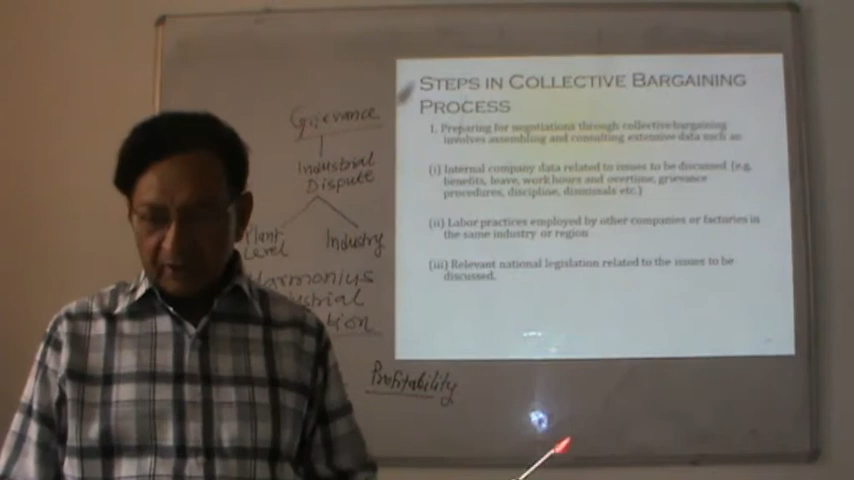 Grievance
Industrial
Dispute
Plant
Level
Industry
Harmonius
Profitability
STEPS IN COLLECTIVE BARGAINING
PROCESS
1. Preparing for negotiations through collective bargaining
involves assembling and consulting extensive data such as:
(i) Internal company data related to issues to be discussed (e.g.
benefits, leave, work hours and overtime, grievance
procedures, discipline, dismissals etc.)
(ii) Labor practices employed by other companies or factories in
the same industry or region
(iii) Relevant national legislation related to the issues to be
discussed.